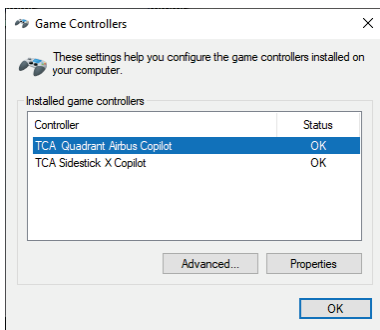 Game Controllers
These settings help you configure the game controllers installed on
your computer.
Installed game controllers
Controller Status
TCA Quadrant Airbus Copilot OK
TCA Sidestick X Copilot OK
Advanced... Properties
OK